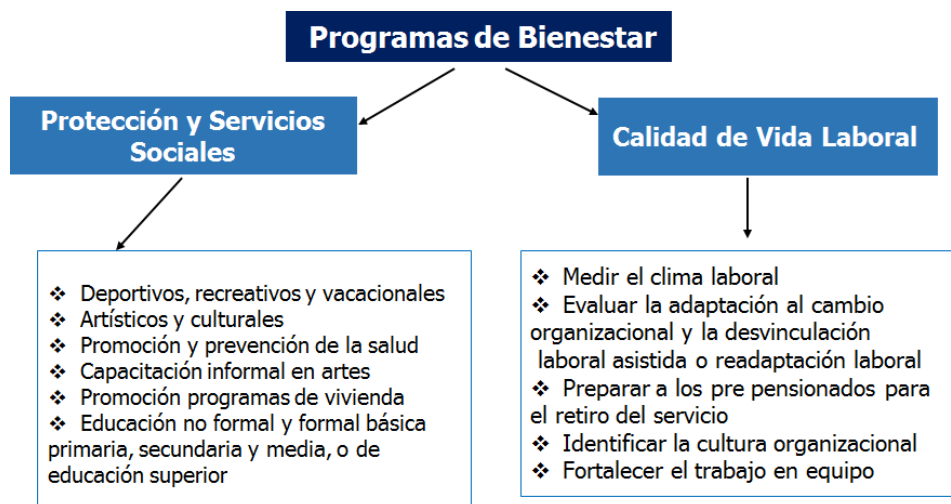 Programas de Bienestar
Protección y Servicios
Sociales
Calidad de Vida Laboral
❖ Deportivos, recreativos y vacacionales
❖ Artísticos y culturales
❖ Promoción y prevención de la salud
❖ Capacitación informal en artes
❖ Promoción programas de vivienda
❖ Educación no formal y formal básica
primaria, secundaria y media, o de
educación superior
❖ Medir el clima laboral
❖ Evaluar la adaptación al cambio
organizacional y la desvinculación
laboral asistida o readaptación laboral
❖ Preparar a los pre pensionados para
el retiro del servicio
❖ Identificar la cultura organizacional
❖ Fortalecer el trabajo en equipo